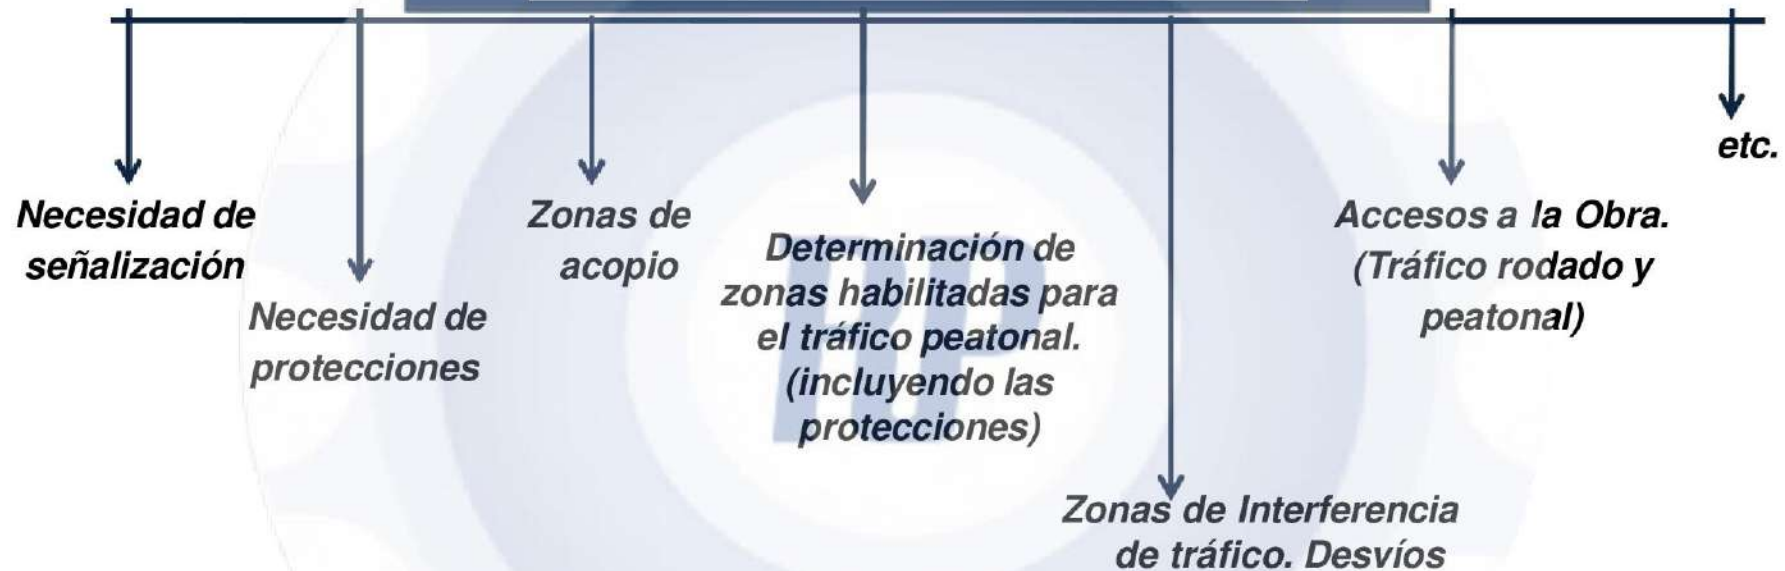 Necesidad de
señalización
Necesidad de
protecciones
Zonas de
acopio
Determinación de
zonas habilitadas para
el tráfico peatonal.
(incluyendo las
protecciones)
Zonas de Interferencia
de tráfico. Desvíos
Accesos a la Obra.
(Tráfico rodado y
peatonal)
etc.